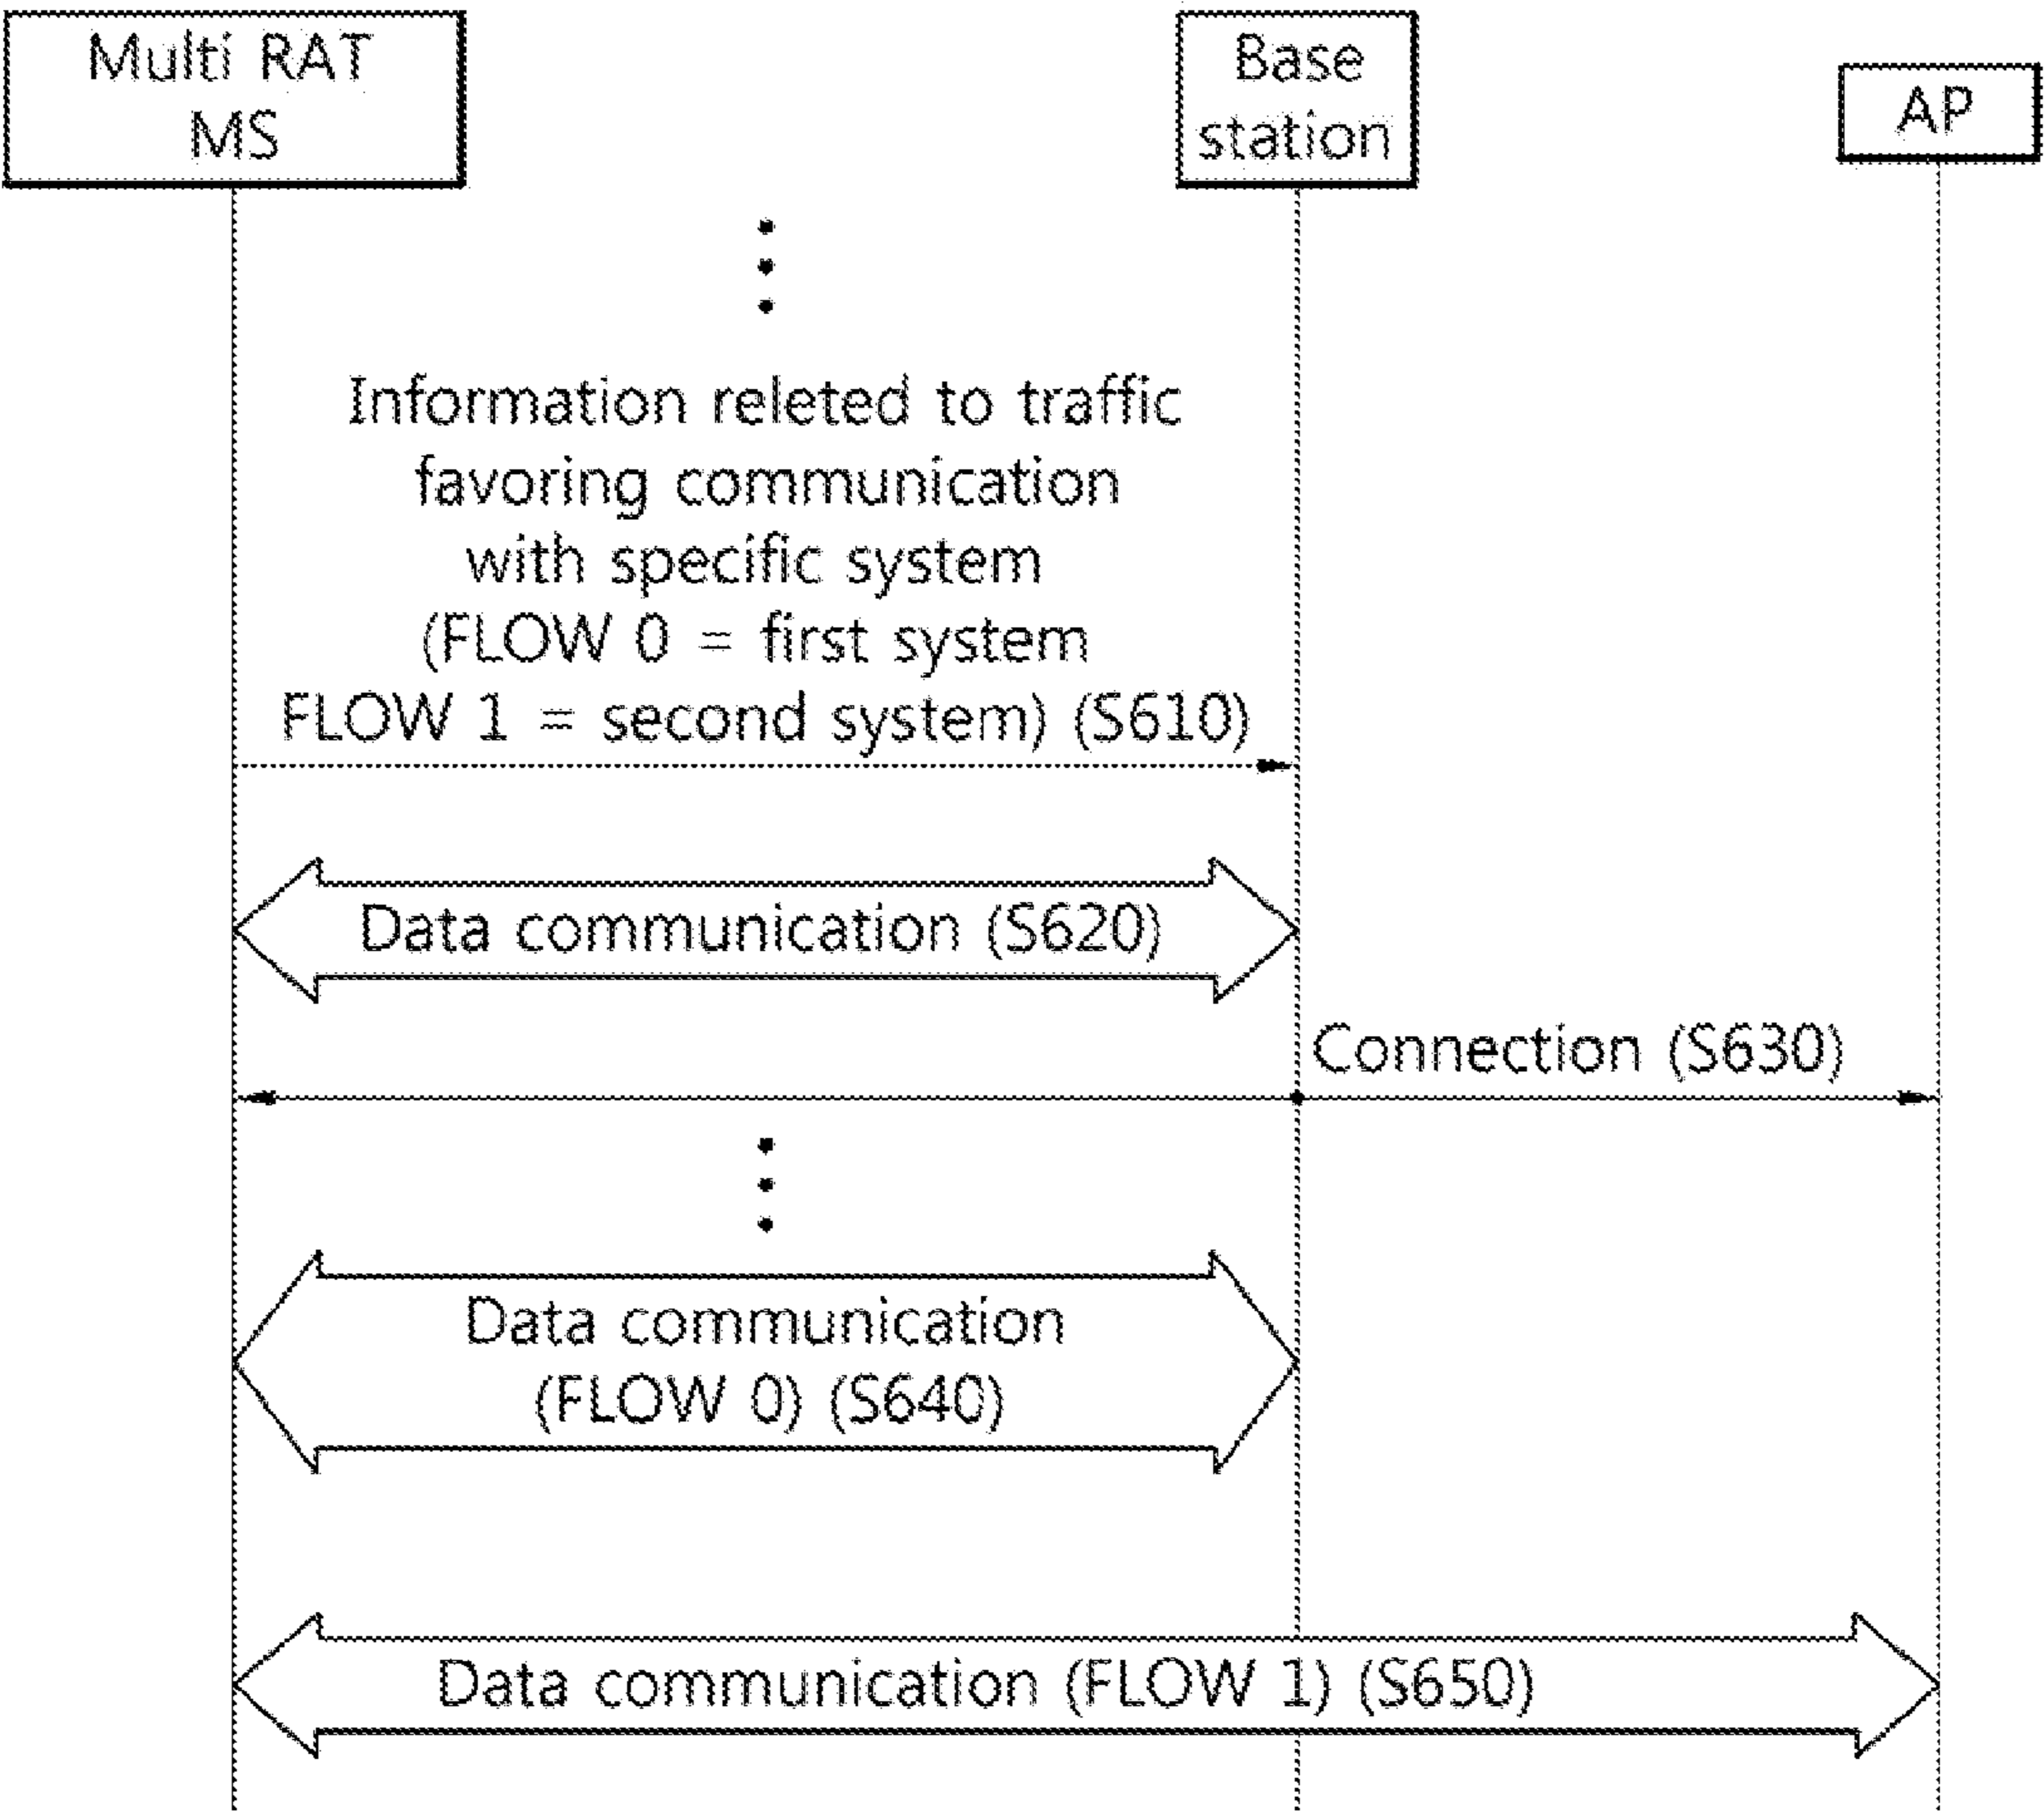 Multi RAT
MS
Base
station
AP
Information releted to traffic
favoring communication
with specific system
(FLOW 0 = first system
FLOW 1 = second system) (S610)
Data communication (S620)
Connection (S630)
Data communication
(FLOW 0) (S640)
Data communication (FLOW 1) (S650)